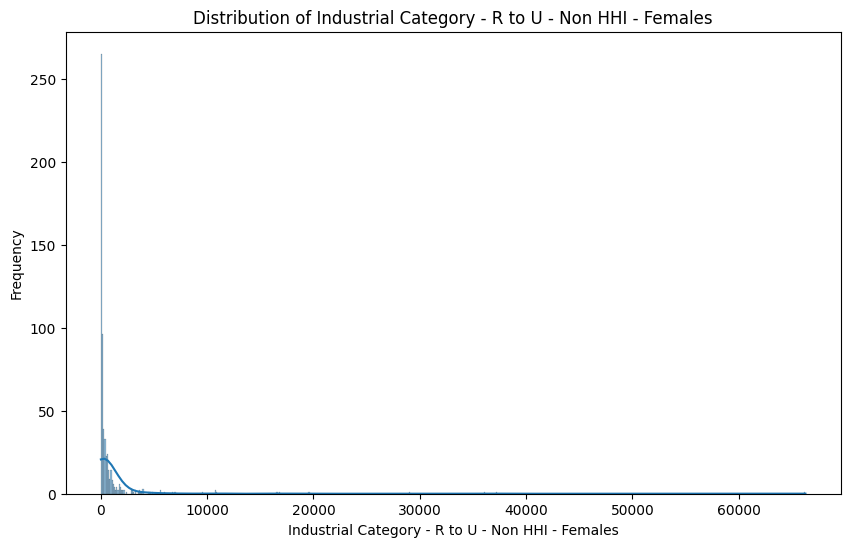 Distribution of Industrial Category - R to U - Non HHI - Females
250
200
150
100
50
0
Frequency
0 10000 20000 30000 40000 50000 60000
Industrial Category - R to U - Non HHI - Females